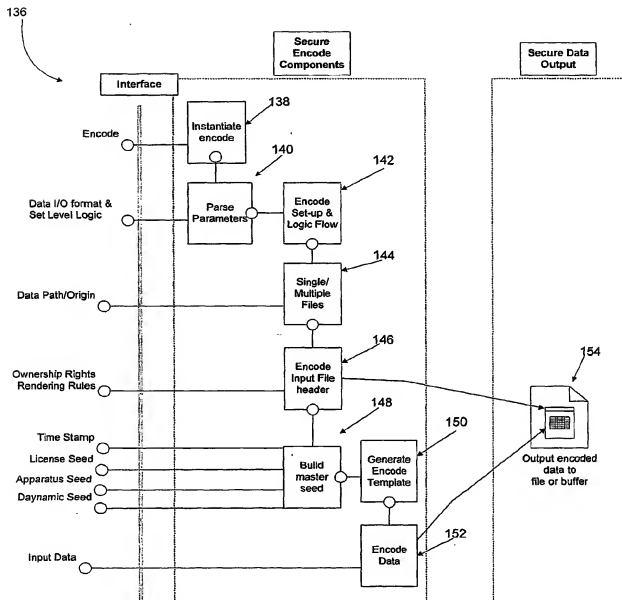 136
Secure
Encode
Components
Secure Data
Output
Interface
138
Instantiate
encode
Encode
140
142
Data I/O format &
Set Level Logic
Parse
Parameters
Encode
Set-up &
Logic Flow
144
Single/
Multiple
Files
Data Path/Origin
146
Encode
Input File
header
154
Ownership Rights
Rendering Rules
148
150
Time Stamp
License Seed
Apparatus Seed
Daynamic Seed
Build
master
seed
Generate
Encode
Template
Output encoded
data to
file or buffer
152
Input Data
Encode
Data